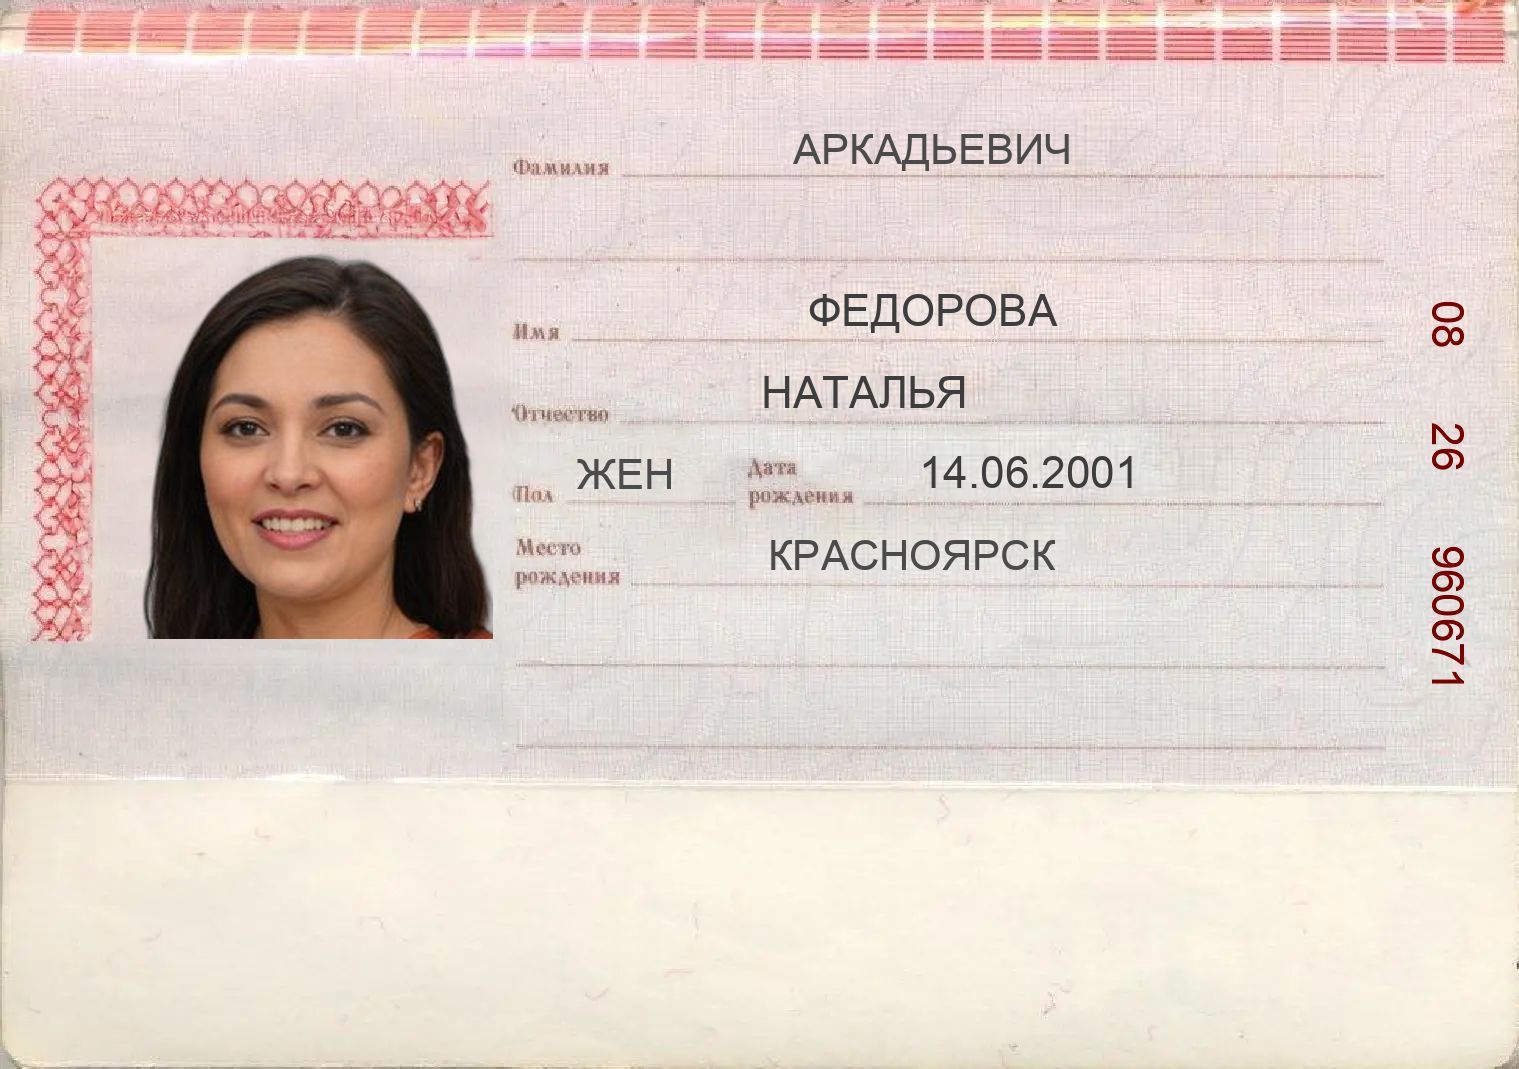 Фамилия АРКАДЬЕВИЧ
Имя ФЕДОРОВА
Отчество НАТАЛЬЯ
Пол ЖЕН Дата рождения 14.06.2001
Место рождения КРАСНОЯРСК
08 26 960671